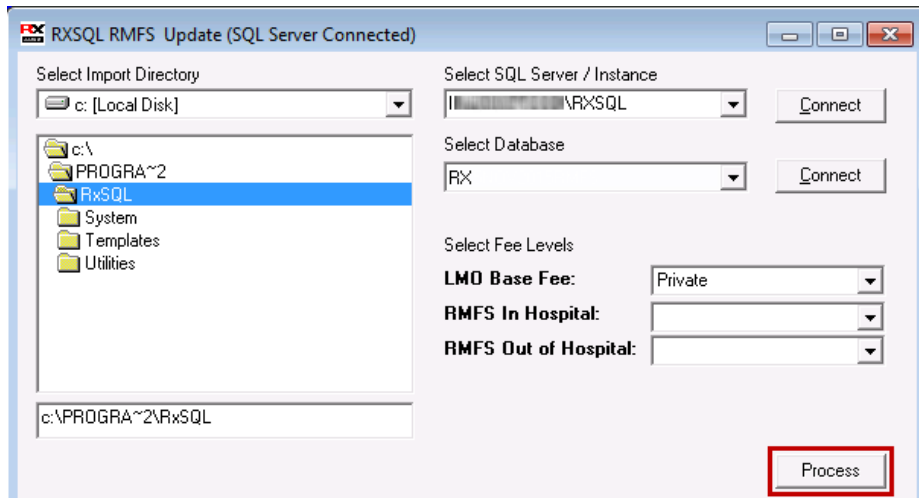 RXSQL RMFS Update (SQL Server Connected)
Select Import Directory
c: [Local Disk]
c:\
PROGRA~2
RxSQL
System
Templates
Utilities
c:\PROGRA~2\RxSQL
Select SQL Server / Instance
\RXSQL
Connect
Select Database
RX
Connect
Select Fee Levels
LMO Base Fee:
Private
RMFS In Hospital:
RMFS Out of Hospital:
Process